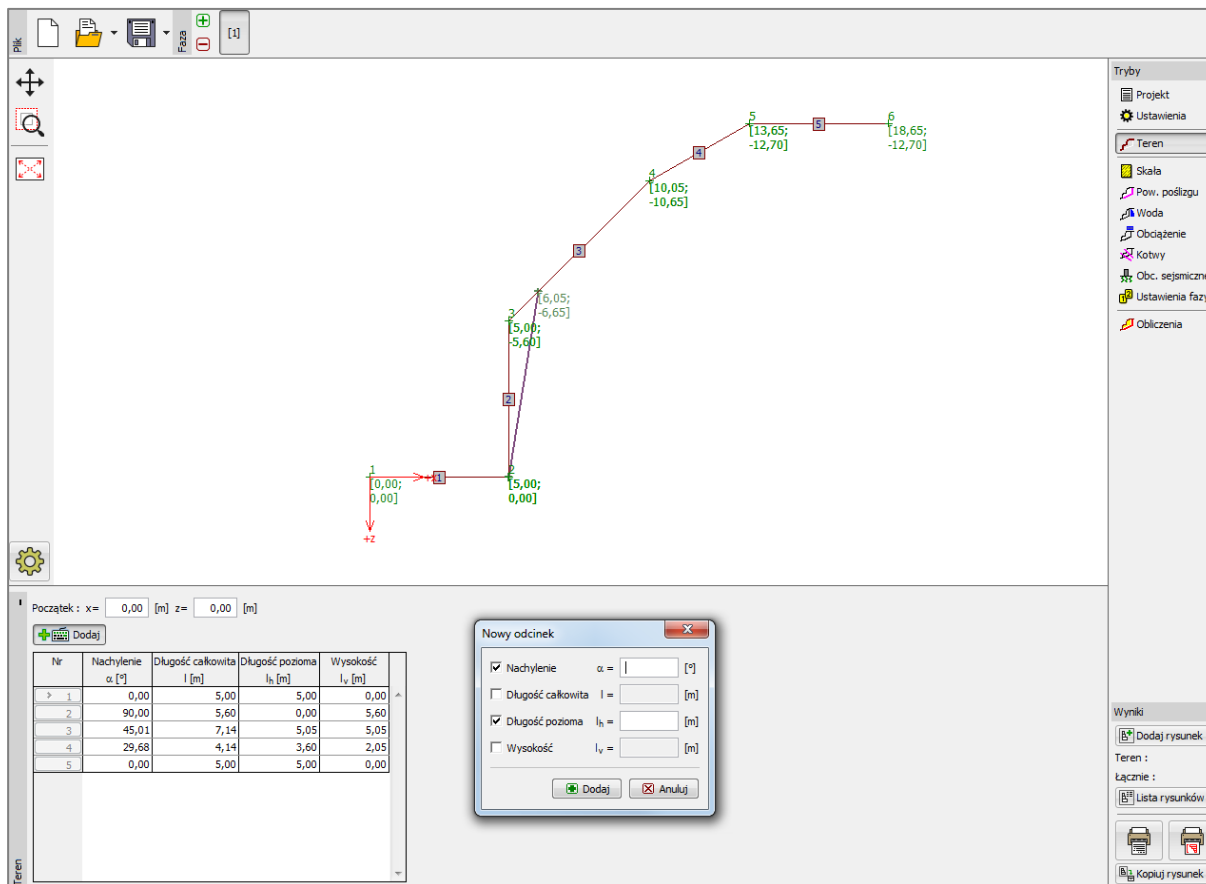 Plik
Faza
[1]
Tryby
Projekt
Ustawienia
Teren
Skała
Pow. poślizgu
Woda
Obciążenie
Kotwy
Obc. sejsmiczne
Ustawienia fazy
Obliczenia
5
[13,65;
-12,70]
5
6
[18,65;
-12,70]
4
4
[10,05;
-10,65]
3
[6,05;
-6,65]
3
[5,00;
-5,60]
2
1
[0,00;
0,00]
+x
1
2
[5,00;
0,00]
+z
Początek : x= 0,00 [m] z= 0,00 [m]
Dodaj
Nr Nachylenie Długość całkowita Długość pozioma Wysokość
α [°] l [m] lh [m] lv [m]
> 1 0,00 5,00 5,00 0,00
2 90,00 5,60 0,00 5,60
3 45,01 7,14 5,05 5,05
4 29,68 4,14 3,60 2,05
5 0,00 5,00 5,00 0,00
Teren
Nowy odcinek
Nachylenie α = [°]
Długość całkowita l = [m]
Długość pozioma lh = [m]
Wysokość lv = [m]
Dodaj Anuluj
Wyniki
Dodaj rysunek
Teren :
Łącznie :
Lista rysunków
Kopiuj rysunek